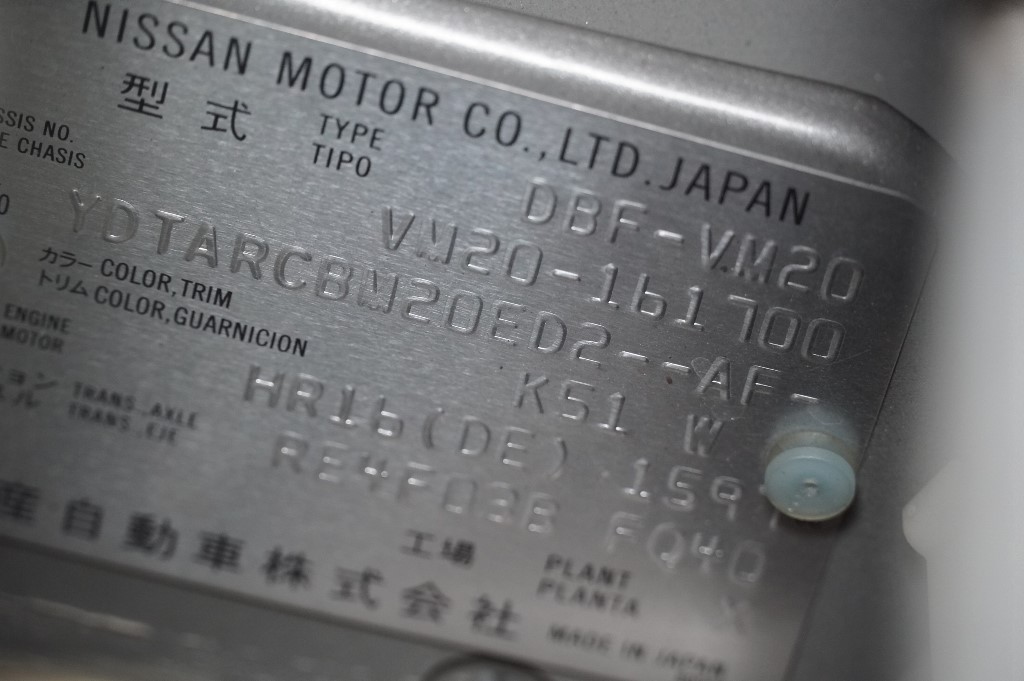 NISSAN MOTOR CO.,LTD.JAPAN
型式 TYPE TIPO DBF-VM20
SSIS NO. E CHASIS VM20-161700
YDTARCBM20ED2--AF-
カラー COLOR,TRIM K51 W
トリム COLOR,GUARNICION
ENGINE MOTOR HR16(DE) 159
TRANS.,AXLE TRANS.,EJE RE4F03B FQ40
工場 PLANT PLANTA
産自動車株式会社 MADE IN JAPAN